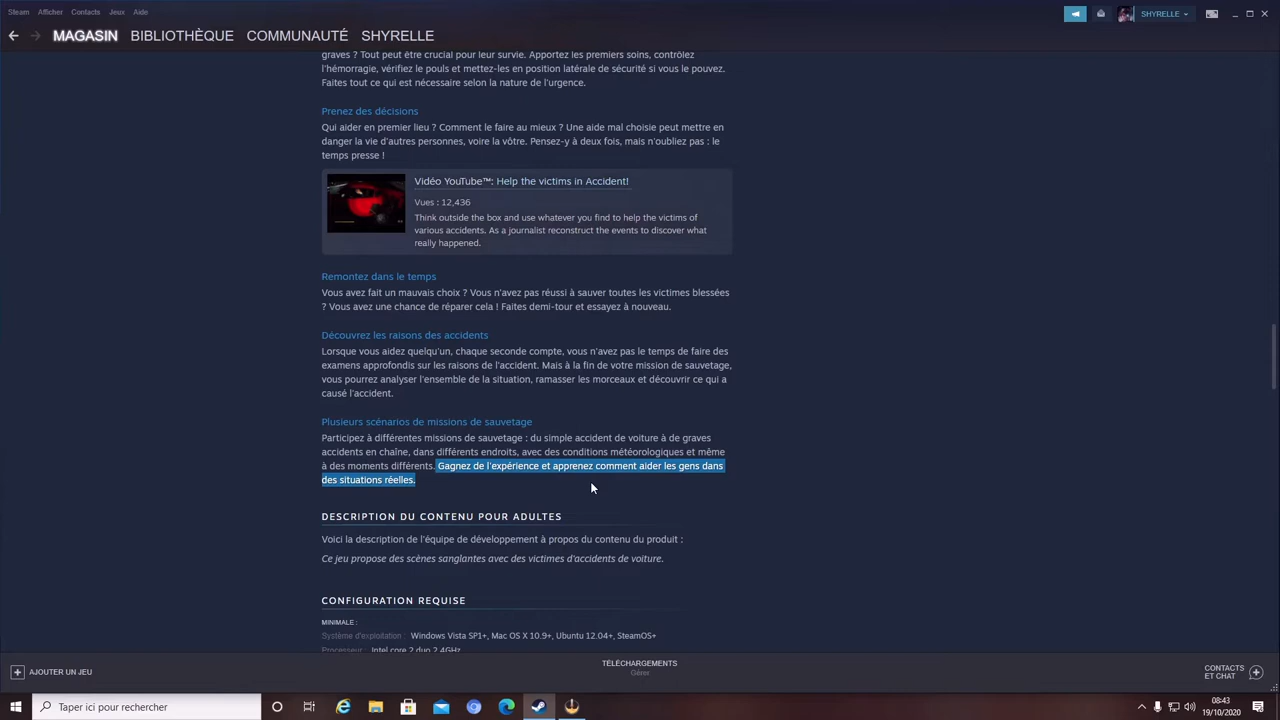 Steam Afficher Contacts Jeux Aide
SHYRELLE
MAGASIN BIBLIOTHÈQUE COMMUNAUTÉ SHYRELLE
graves ? Tout peut être crucial pour leur survie. Apportez les premiers soins, contrôlez
l'hémorragie, vérifiez le pouls et mettez-les en position latérale de sécurité si vous le pouvez.
Faites tout ce qui est nécessaire selon la nature de l'urgence.
Prenez des décisions
Qui aider en premier lieu ? Comment le faire au mieux ? Une aide mal choisie peut mettre en
danger la vie d'autres personnes, voire la vôtre. Pensez-y à deux fois, mais n'oubliez pas : le
temps presse !
Vidéo YouTube™: Help the victims in Accident!
Vues : 12,436
Think outside the box and use whatever you find to help the victims of
various accidents. As a journalist reconstruct the events to discover what
really happened.
Remontez dans le temps
Vous avez fait un mauvais choix ? Vous n'avez pas réussi à sauver toutes les victimes blessées
? Vous avez une chance de réparer cela ! Faites demi-tour et essayez à nouveau.
Découvrez les raisons des accidents
Lorsque vous aidez quelqu'un, chaque seconde compte, vous n'avez pas le temps de faire des
examens approfondis sur les raisons de l'accident. Mais à la fin de votre mission de sauvetage,
vous pourrez analyser l'ensemble de la situation, ramasser les morceaux et découvrir ce qui a
causé l'accident.
Plusieurs scénarios de missions de sauvetage
Participez à différentes missions de sauvetage : du simple accident de voiture à de graves
accidents en chaîne, dans différents endroits, avec des conditions météorologiques et même
à des moments différents. Gagnez de l'expérience et apprenez comment aider les gens dans
des situations réelles.
DESCRIPTION DU CONTENU POUR ADULTES
Voici la description de l'équipe de développement à propos du contenu du produit :
Ce jeu propose des scènes sanglantes avec des victimes d'accidents de voiture.
CONFIGURATION REQUISE
MINIMALE :
Système d'exploitation : Windows Vista SP1+, Mac OS X 10.9+, Ubuntu 12.04+, SteamOS+
Processeur : Intel core 2 duo 2.4GHz
AJOUTER UN JEU
TÉLÉCHARGEMENTS
Gérer
CONTACTS
ET CHAT
Taper ici pour rechercher
08:43
19/10/2020